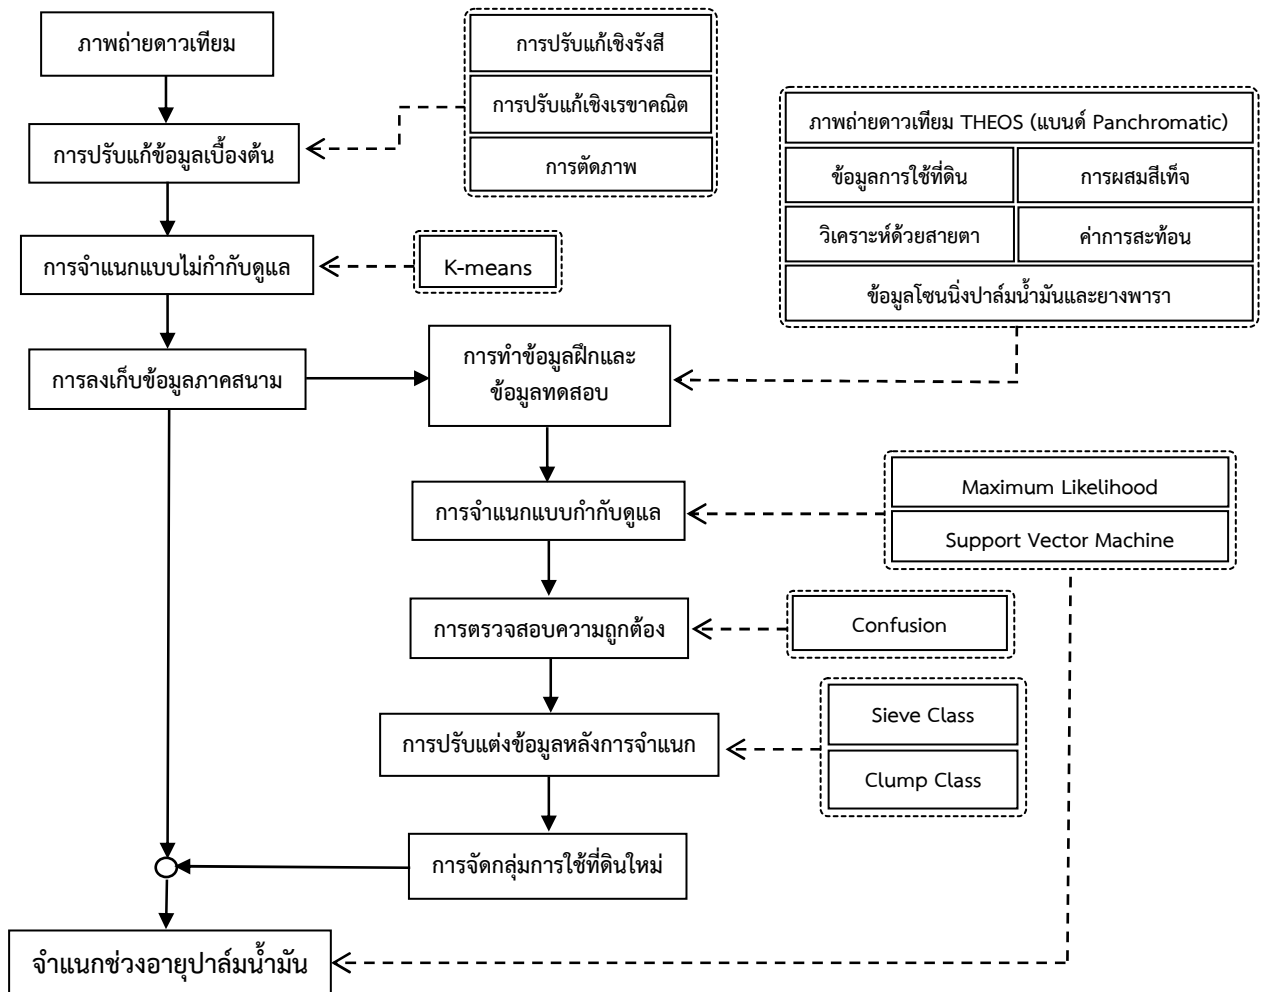 ภาพถ่ายดาวเทียม
การปรับแก้เชิงรังสี
การปรับแก้เชิงเรขาคณิต
การตัดภาพ
การปรับแก้ข้อมูลเบื้องต้น
ภาพถ่ายดาวเทียม THEOS (แบนด์ Panchromatic)
ข้อมูลการใช้ที่ดิน
การผสมสีเท็จ
วิเคราะห์ด้วยสายตา
ค่าการสะท้อน
ข้อมูลโซนนิ่งปาล์มน้ำมันและยางพารา
การจำแนกแบบไม่กำกับดูแล
K-means
การลงเก็บข้อมูลภาคสนาม
การทำข้อมูลฝึกและ
ข้อมูลทดสอบ
การจำแนกแบบกำกับดูแล
Maximum Likelihood
Support Vector Machine
การตรวจสอบความถูกต้อง
Confusion
การปรับแต่งข้อมูลหลังการจำแนก
Sieve Class
Clump Class
การจัดกลุ่มการใช้ที่ดินใหม่
จำแนกช่วงอายุปาล์มน้ำมัน